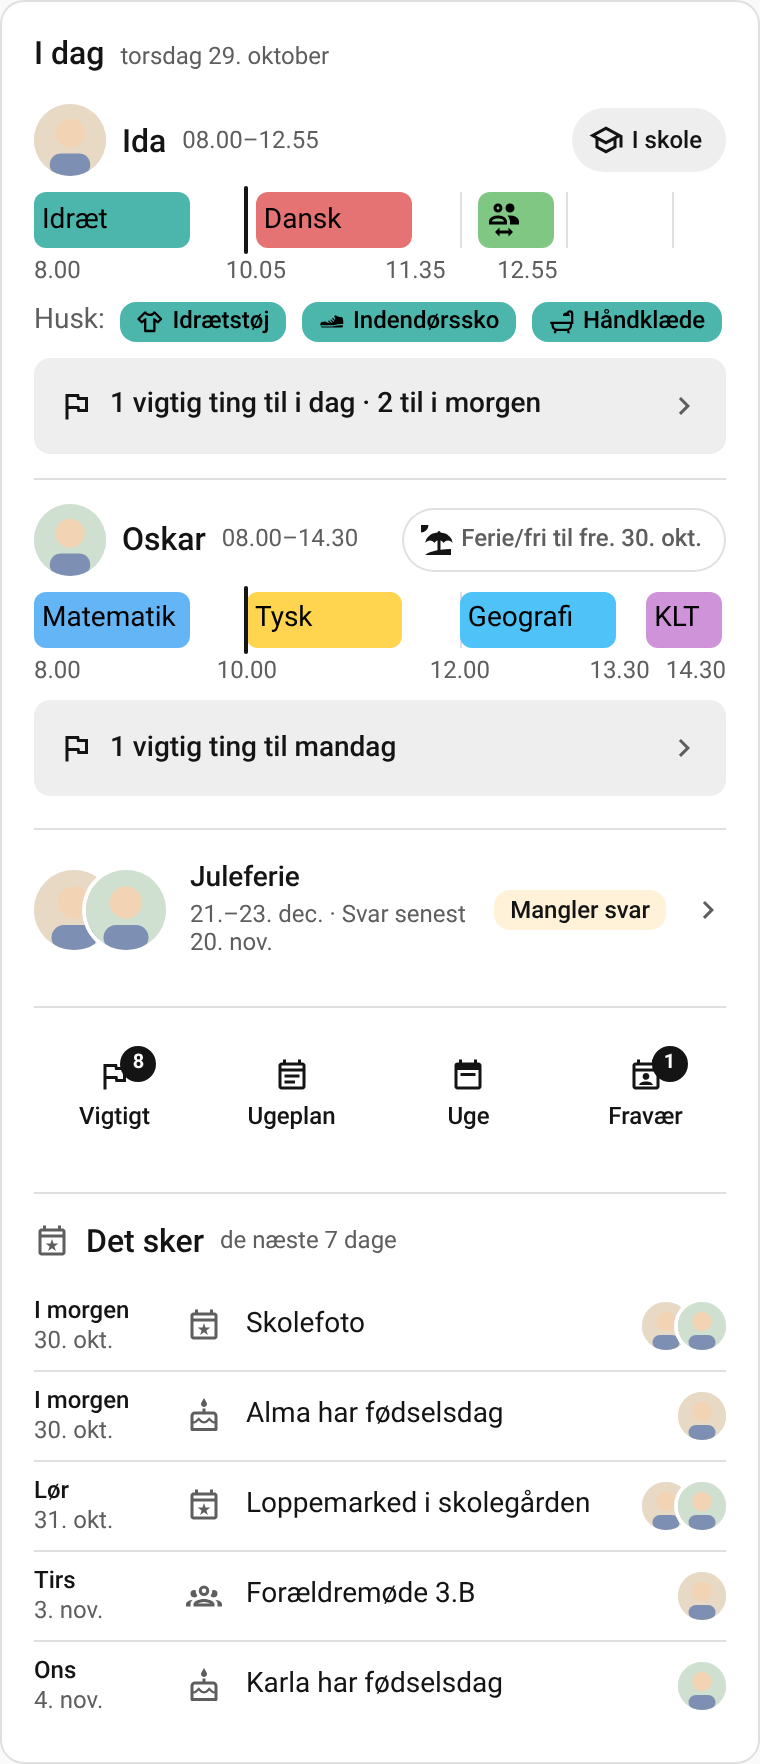 I dag torsdag 29. oktober
Ida 08.00–12.55 I skole
Idræt Dansk
8.00 10.05 11.35 12.55
Husk: Idrætstøj Indendørssko Håndklæde
1 vigtig ting til i dag · 2 til i morgen
Oskar 08.00–14.30 Ferie/fri til fre. 30. okt.
Matematik Tysk Geografi KLT
8.00 10.00 12.00 13.30 14.30
1 vigtig ting til mandag
Juleferie
21.–23. dec. · Svar senest
20. nov.
Mangler svar
8 1
Vigtigt Ugeplan Uge Fravær
Det sker de næste 7 dage
I morgen
30. okt.
Skolefoto
I morgen
30. okt.
Alma har fødselsdag
Lør
31. okt.
Loppemarked i skolegården
Tirs
3. nov.
Forældremøde 3.B
Ons
4. nov.
Karla har fødselsdag